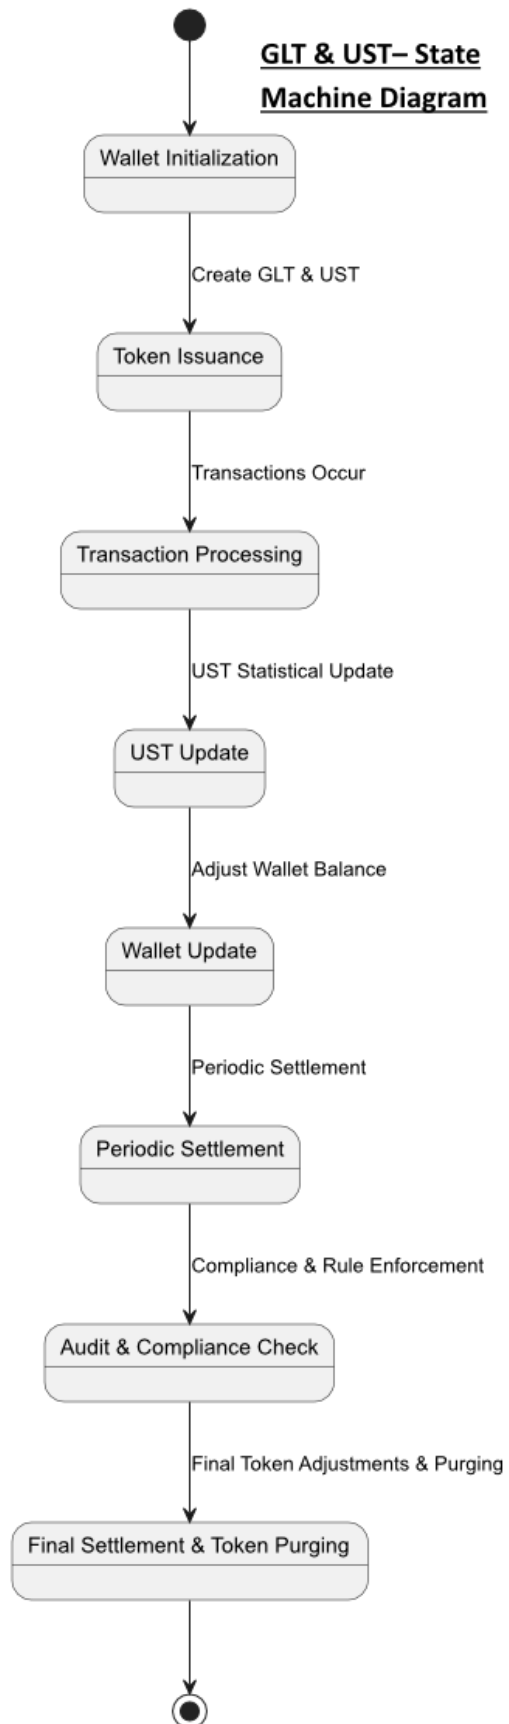 GLT & UST– State
Machine Diagram
Wallet Initialization
Create GLT & UST
Token Issuance
Transactions Occur
Transaction Processing
UST Statistical Update
UST Update
Adjust Wallet Balance
Wallet Update
Periodic Settlement
Periodic Settlement
Compliance & Rule Enforcement
Audit & Compliance Check
Final Token Adjustments & Purging
Final Settlement & Token Purging